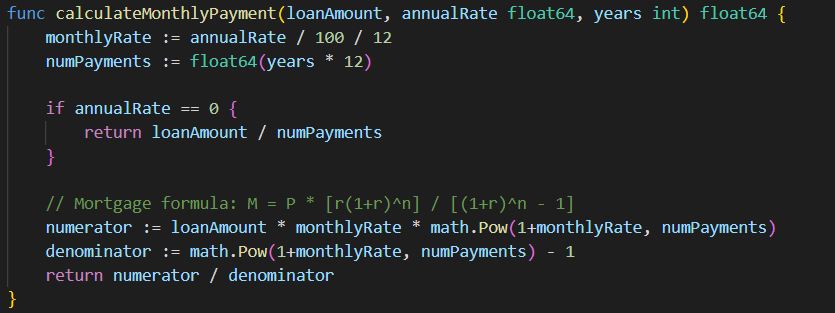 func calculateMonthlyPayment(loanAmount, annualRate float64, years int) float64 {
    monthlyRate := annualRate / 100 / 12
    numPayments := float64(years * 12)

    if annualRate == 0 {
        return loanAmount / numPayments
    }

    // Mortgage formula: M = P * [r(1+r)^n] / [(1+r)^n - 1]
    numerator := loanAmount * monthlyRate * math.Pow(1+monthlyRate, numPayments)
    denominator := math.Pow(1+monthlyRate, numPayments) - 1
    return numerator / denominator
}